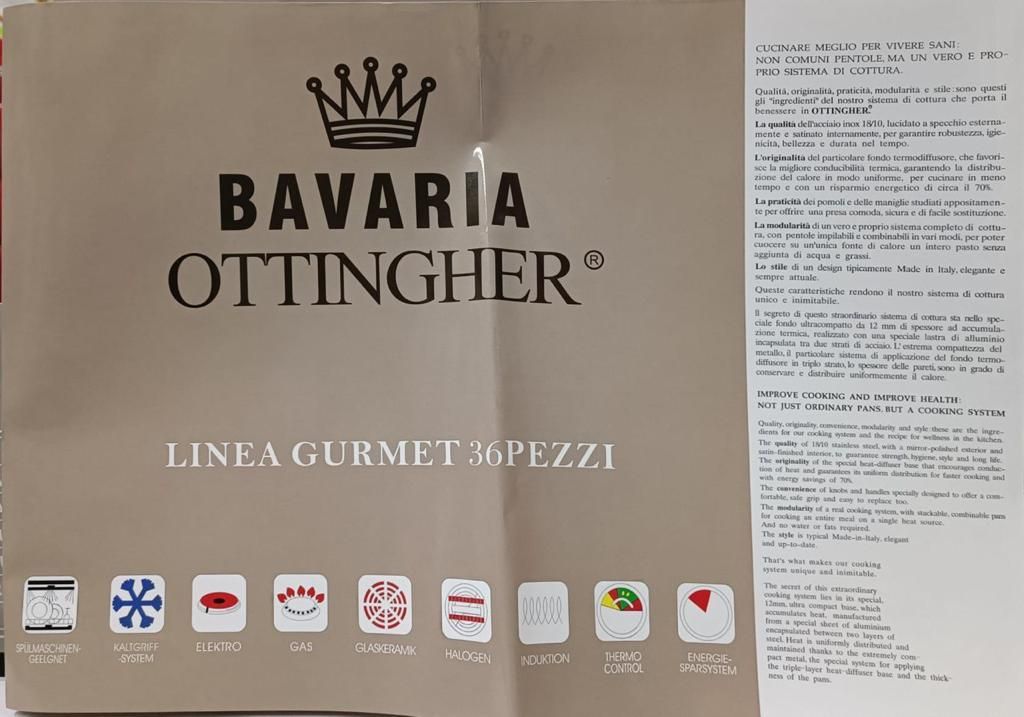 BAVARIA
OTTINGHER®
LINEA GURMET 36PEZZI
SPÜLMASCHINEN-
GEELGNET
KALTGRIFF
-SYSTEM
ELEKTRO
GAS
GLASKERAMIK
HALOGEN
INDUKTION
THERMO
CONTROL
ENERGIE-
SPARSYSTEM
CUCINARE MEGLIO PER VIVERE SANI:
NON COMUNI PENTOLE, MA UN VERO E PRO-
PRIO SISTEMA DI COTTURA.
Qualitá, originalitá, praticitá, modularitá e stile: sono questi
gli "ingredienti" del nostro sistema di cottura che porta il
benessere in OTTINGHER®
La qualitá dell'acciaio inox 18/10, lucidato a specchio esterna-
mente e satinato internamente, per garantire robustezza, igie-
nicitá, bellezza e durata nel tempo.
L'originalitá del particolare fondo termodiffusore, che favori-
sce la migliore conducibilitá termica, garantendo la distribu-
zione del calore in modo uniforme, per cucinare in meno
tempo e con un risparmio energetico di circa il 70%.
La praticitá dei pomoli e delle maniglie studiati appositamen-
te per offrire una presa comoda, sicura e di facile sostituzione.
La modularitá di un vero e proprio sistema completo di cottu-
ra, con pentole impilabili e combinabili in vari modi, per poter
cuocere su un'unica fonte di calore un intero pasto senza
aggiunta di acqua e grassi.
Lo stile di un design tipicamente Made in Italy, elegante e
sempre attuale.
Queste caratteristiche rendono il nostro sistema di cottura
unico e inimitabile.
Il segreto di questo straordinario sistema di cottura sta nello spe-
ciale fondo ultracompatto da 12 mm di spessore ad accumula-
zione termica, realizzato con una speciale lastra di alluminio
incapsulata tra due strati di acciaio. L'estrema compattezza del
metallo, il particolare sistema di applicazione del fondo termo-
diffusore in triplo strato, lo spessore delle pareti, sono in grado di
conservare e distribuire uniformemente il calore.
IMPROVE COOKING AND IMPROVE HEALTH:
NOT JUST ORDINARY PANS, BUT A COOKING SYSTEM
Quality, originality, convenience, modularity and style: these are the ingre-
dients for our cooking system and the recipe for wellness in the kitchen.
The quality of 18/10 stainless steel, with a mirror-polished exterior and
satin-finished interior, to guarantee strength, hygiene, style and long life.
The originality of the special heat-diffuser base that encourages conduc-
tion of heat and guarantees its uniform distribution for faster cooking and
with energy savings of 70%.
The convenience of knobs and handles specially designed to offer a com-
fortable, safe grip and easy to replace too.
The modularity of a real cooking system, with stackable, combinable pans
for cooking an entire meal on a single heat source.
And no water or fats required.
The style is typical Made-in-Italy, elegant
and up-to-date.
That's what makes our cooking
system unique and inimitable.
The secret of this extraordinary
cooking system lies in its special,
12mm, ultra compact base, which
accumulates heat, manufactured
from a special sheet of aluminium
encapsulated between two layers of
steel. Heat is uniformly distributed and
maintained thanks to the extremely com-
pact metal, the special system for applying
the triple-layer heat-diffuser base and the thick-
ness of the pans.